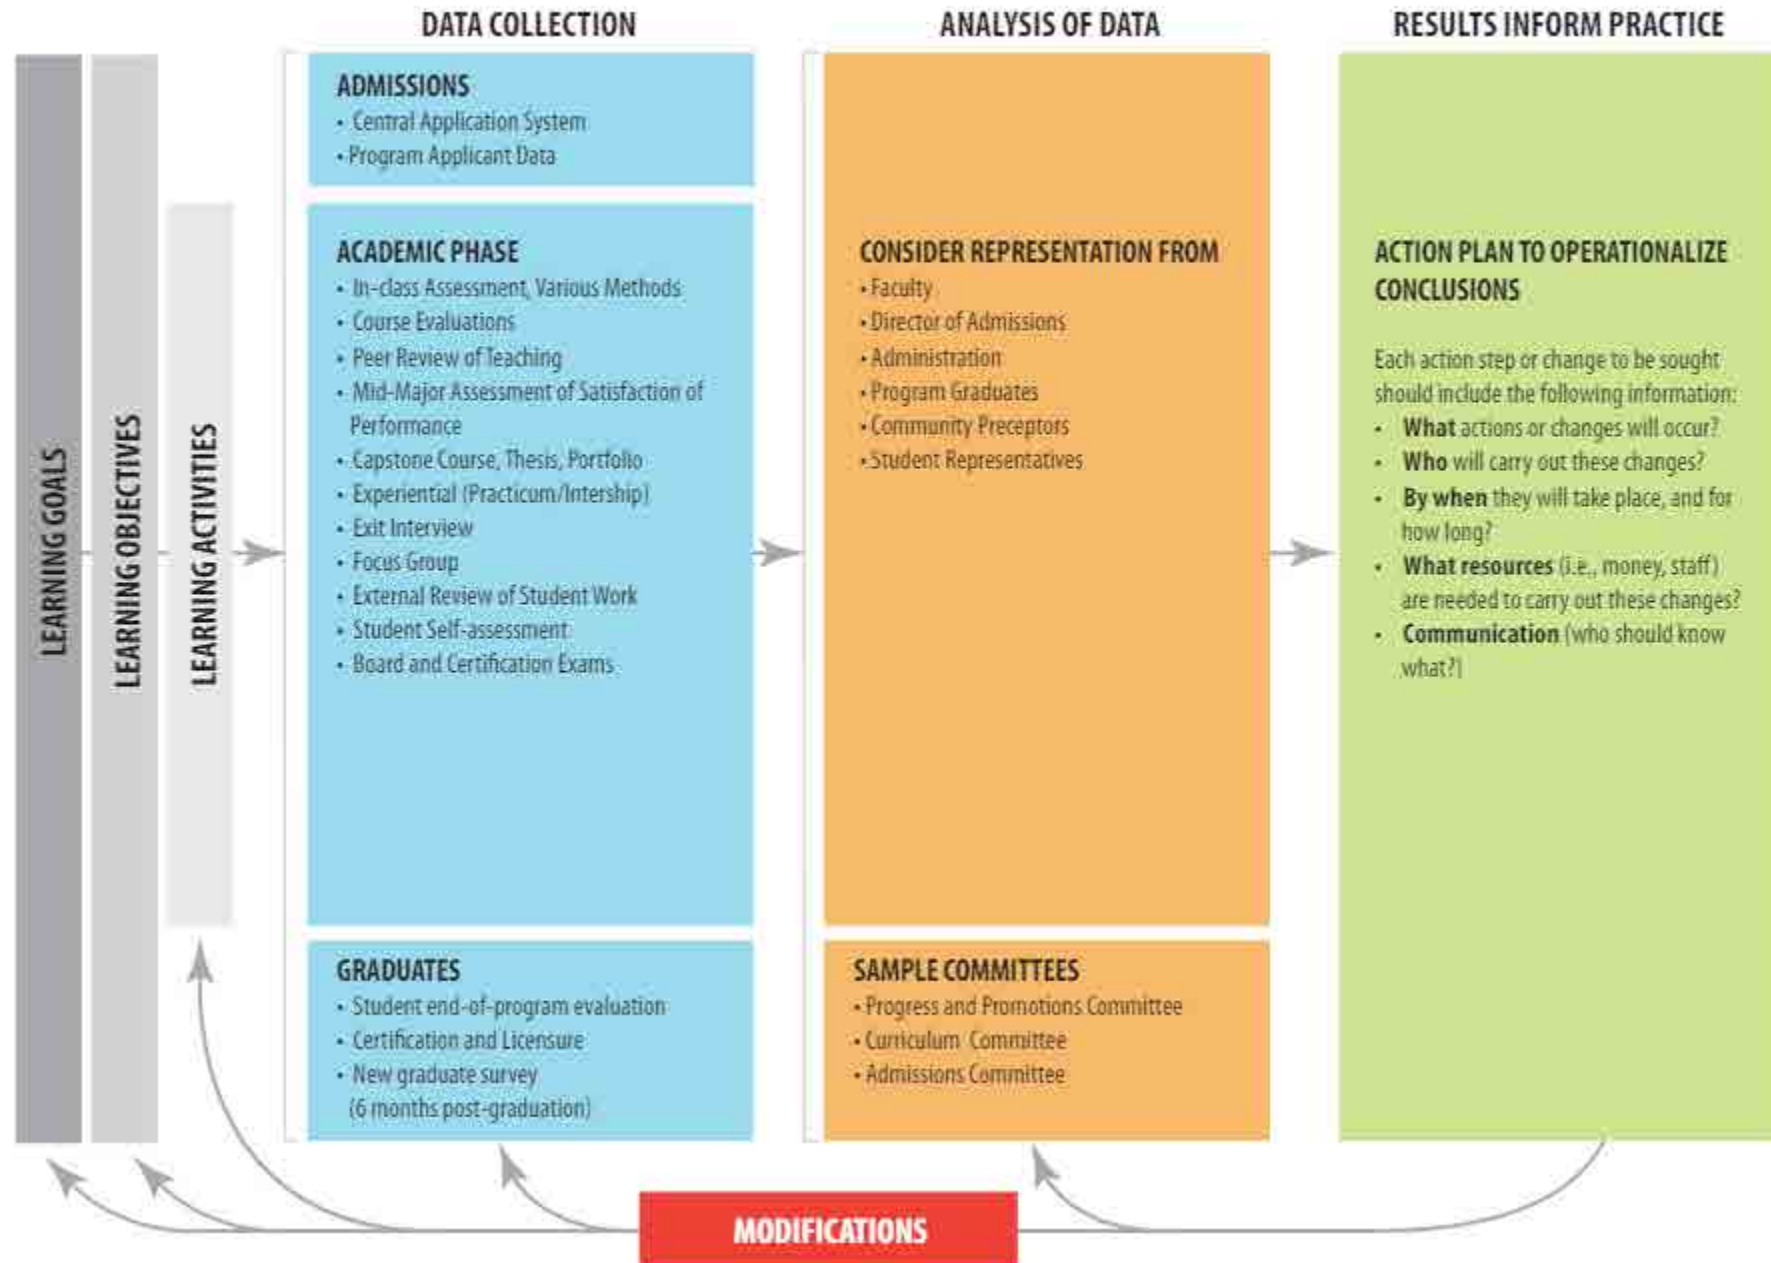 DATA COLLECTION
ANALYSIS OF DATA
RESULTS INFORM PRACTICE
LEARNING GOALS
LEARNING OBJECTIVES
LEARNING ACTIVITIES
ADMISSIONS
• Central Application System
• Program Applicant Data
ACADEMIC PHASE
• In-class Assessment, Various Methods
• Course Evaluations
• Peer Review of Teaching
• Mid-Major Assessment of Satisfaction of
Performance
• Capstone Course, Thesis, Portfolio
• Experiential (Practicum/Intership)
• Exit Interview
• Focus Group
• External Review of Student Work
• Student Self-assessment
• Board and Certification Exams
GRADUATES
• Student end-of-program evaluation
• Certification and Licensure
• New graduate survey
(6 months post-graduation)
CONSIDER REPRESENTATION FROM
• Faculty
• Director of Admissions
• Administration
• Program Graduates
• Community Preceptors
• Student Representatives
SAMPLE COMMITTEES
• Progress and Promotions Committee
• Curriculum Committee
• Admissions Committee
ACTION PLAN TO OPERATIONALIZE
CONCLUSIONS
Each action step or change to be sought
should include the following information:
• What actions or changes will occur?
• Who will carry out these changes?
• By when they will take place, and for
how long?
• What resources (i.e., money, staff)
are needed to carry out these changes?
• Communication (who should know
what?)
MODIFICATIONS